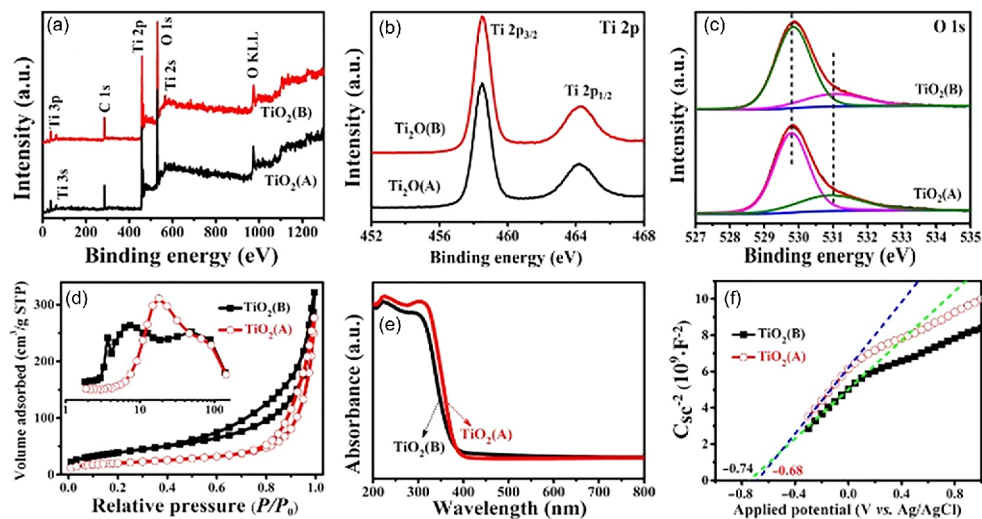 (a)
Ti 3p
Ti 3s
C 1s
Ti 2p
O 1s
Ti 2s
O KLL
TiO₂(B)
TiO₂(A)
Intensity (a.u.)
0 200 400 600 800 1000 1200
Binding energy (eV)
(b)
Ti 2p
Ti 2p₃/₂
Ti 2p₁/₂
Ti₂O(B)
Ti₂O(A)
Intensity (a.u.)
452 456 460 464 468
Binding energy (eV)
(c)
O 1s
TiO₂(B)
TiO₂(A)
Intensity (a.u.)
527 528 529 530 531 532 533 534 535
Binding energy (eV)
(d)
TiO₂(B)
TiO₂(A)
1 10 100
Volume adsorbed (cm³/g STP)
300
200
100
0
0.0 0.2 0.4 0.6 0.8 1.0
Relative pressure (P/P₀)
(e)
TiO₂(A)
TiO₂(B)
Absorbance (a.u.)
200 300 400 500 600 700 800
Wavelength (nm)
(f)
TiO₂(B)
TiO₂(A)
Csc⁻² (10⁹·F⁻²)
10
8
6
4
2
0
−0.74
−0.68
−0.8 −0.4 0.0 0.4 0.8
Applied potential (V vs. Ag/AgCl)